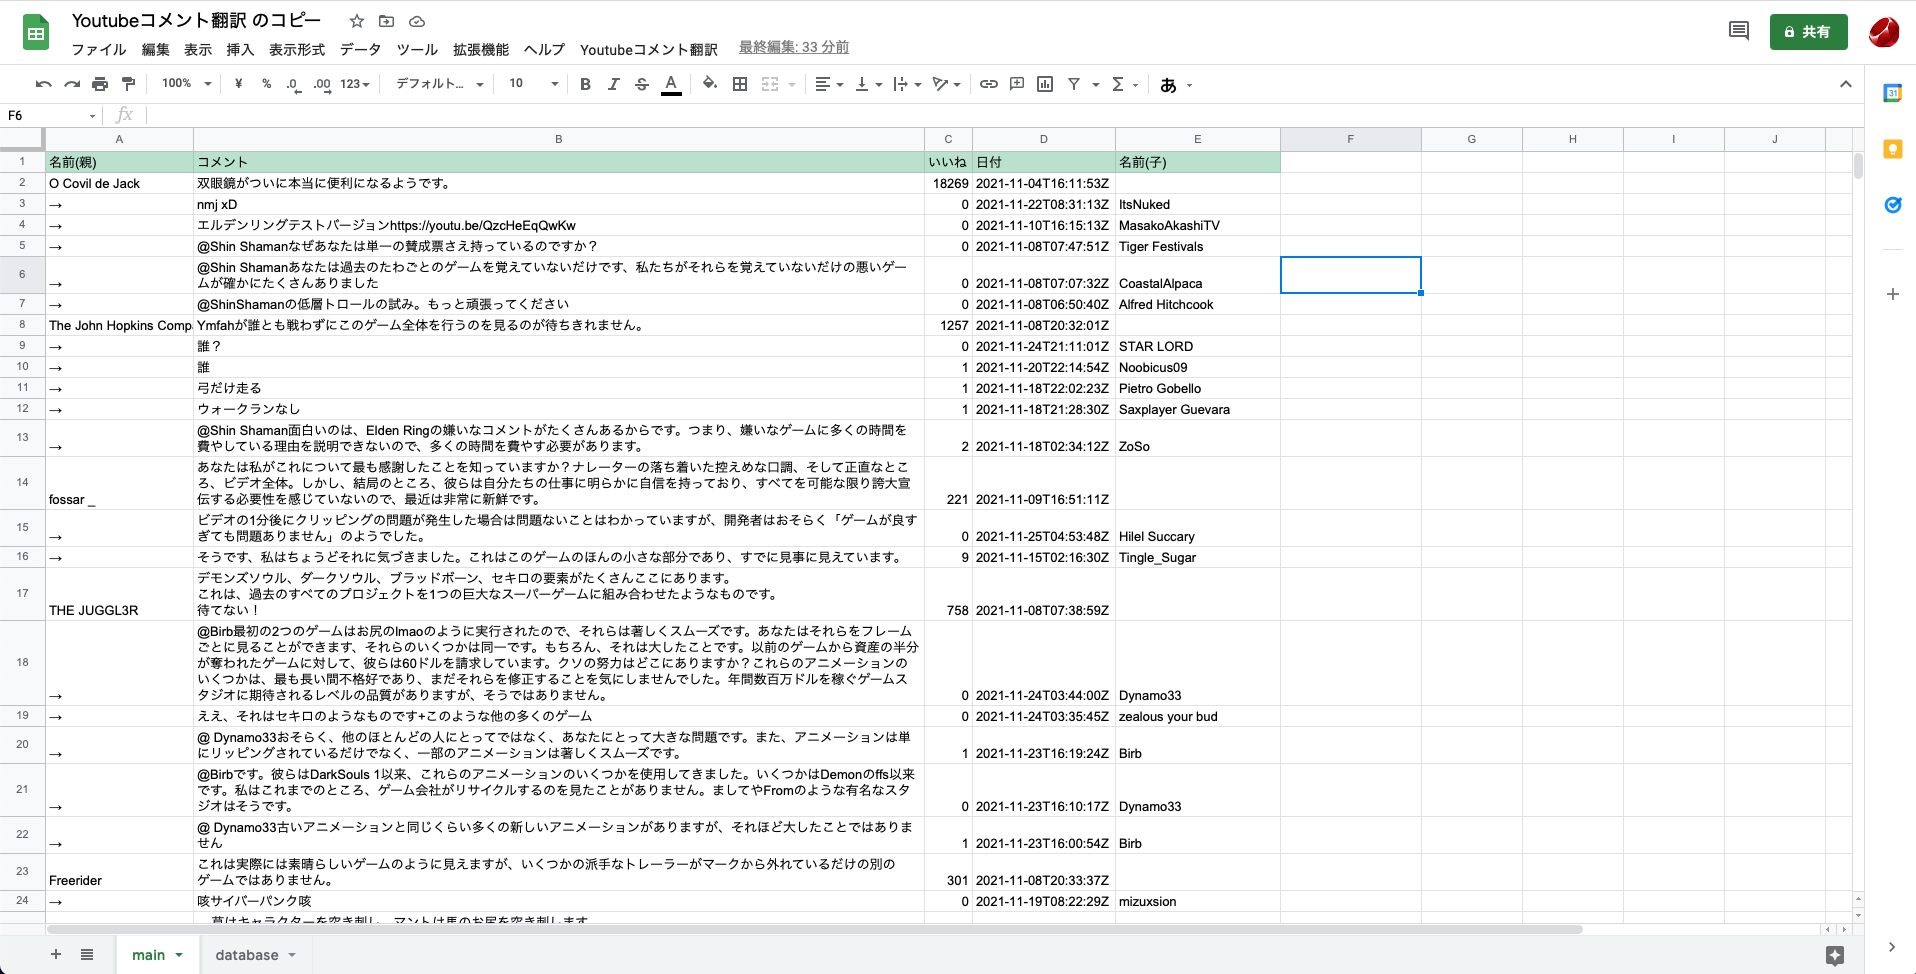 Youtubeコメント翻訳 のコピー
ファイル 編集 表示 挿入 表示形式 データ ツール 拡張機能 ヘルプ Youtubeコメント翻訳 最終編集: 33 分前
共有
100% ¥ % .0 .00 123 デフォルト... 10 B I S A あ
31
F6 fx
A B C D E F G H I J
1 名前(親) コメント いいね 日付 名前(子)
2 O Covil de Jack 双眼鏡がついに本当に便利になるようです。 18269 2021-11-04T16:11:53Z
3 → nmj xD 0 2021-11-22T08:31:13Z ItsNuked
4 → エルデンリングテストバージョンhttps://youtu.be/QzcHeEqQwKw 0 2021-11-10T16:15:13Z MasakoAkashiTV
5 → @Shin Shamanなぜあなたは単一の賛成票さえ持っているのですか？ 0 2021-11-08T07:47:51Z Tiger Festivals
@Shin Shamanあなたは過去のたわごとのゲームを覚えていないだけです、私たちがそれらを覚えていないだけの悪いゲー
6 → ムが確かにたくさんありました 0 2021-11-08T07:07:32Z CoastalAlpaca
7 → @ShinShamanの低層トロールの試み。もっと頑張ってください 0 2021-11-08T06:50:40Z Alfred Hitchcook
8 The John Hopkins Comp Ymfahが誰とも戦わずにこのゲーム全体を行うのを見るのが待ちきれません。 1257 2021-11-08T20:32:01Z
9 → 誰？ 0 2021-11-24T21:11:01Z STAR LORD
10 → 誰 1 2021-11-20T22:14:54Z Noobicus09
11 → 弓だけ走る 1 2021-11-18T22:02:23Z Pietro Gobello
12 → ウォークランなし 1 2021-11-18T21:28:30Z Saxplayer Guevara
@Shin Shaman面白いのは、Elden Ringの嫌いなコメントがたくさんあるからです。つまり、嫌いなゲームに多くの時間を
13 → 費やしている理由を説明できないので、多くの時間を費やす必要があります。 2 2021-11-18T02:34:12Z ZoSo
あなたは私がこれについて最も感謝したことを知っていますか？ナレーターの落ち着いた控えめな口調、そして正直なとこ
14 ろ、ビデオ全体。しかし、結局のところ、彼らは自分たちの仕事に明らかに自信を持っており、すべてを可能な限り誇大宣
fossar _ 伝する必要性を感じていないので、最近は非常に新鮮です。 221 2021-11-09T16:51:11Z
ビデオの1分後にクリッピングの問題が発生した場合は問題ないことはわかっていますが、開発者はおそらく「ゲームが良す
15 → ぎても問題ありません」のようでした。 0 2021-11-25T04:53:48Z Hilel Succary
16 → そうです、私はちょうどそれに気づきました。これはこのゲームのほんの小さな部分であり、すでに見事に見えています。 9 2021-11-15T02:16:30Z Tingle_Sugar
デモンズソウル、ダークソウル、ブラッドボーン、セキロの要素がたくさんここにあります。
17 これは、過去のすべてのプロジェクトを1つの巨大なスーパーゲームに組み合わせたようなものです。
THE JUGGL3R 待てない！ 758 2021-11-08T07:38:59Z
@Birb最初の2つのゲームはお尻のlmaoのように実行されたので、それらは著しくスムーズです。あなたはそれらをフレーム
ごとに見ることができます、それらのいくつかは同一です。もちろん、それは大したことです。以前のゲームから資産の半分
18 が奪われたゲームに対して、彼らは60ドルを請求しています。クソの努力はどこにありますか？これらのアニメーションの
いくつかは、最も長い間不格好であり、まだそれらを修正することを気にしませんでした。年間数百万ドルを稼ぐゲームス
→ タジオに期待されるレベルの品質がありますが、そうではありません。 0 2021-11-24T03:44:00Z Dynamo33
19 → ええ、それはセキロのようなものです+このような他の多くのゲーム 0 2021-11-24T03:35:45Z zealous your bud
@ Dynamo33おそらく、他のほとんどの人にとってではなく、あなたにとって大きな問題です。また、アニメーションは単
20 → にリッピングされているだけでなく、一部のアニメーションは著しくスムーズです。 1 2021-11-23T16:19:24Z Birb
@Birbです。彼らはDarkSouls 1以来、これらのアニメーションのいくつかを使用してきました。いくつかはDemonのffs以来
21 です。私はこれまでのところ、ゲーム会社がリサイクルするのを見たことがありません。ましてやFromのような有名なスタ
→ ジオはそうです。 0 2021-11-23T16:10:17Z Dynamo33
@ Dynamo33古いアニメーションと同じくらい多くの新しいアニメーションがありますが、それほど大したことではありま
22 → せん 1 2021-11-23T16:00:54Z Birb
これは実際には素晴らしいゲームのように見えますが、いくつかの派手なトレーラーがマークから外れているだけの別の
23 Freerider ゲームではありません。 301 2021-11-08T20:33:37Z
24 → 咳サイバーパンク咳 0 2021-11-19T08:22:29Z mizuxsion
main database